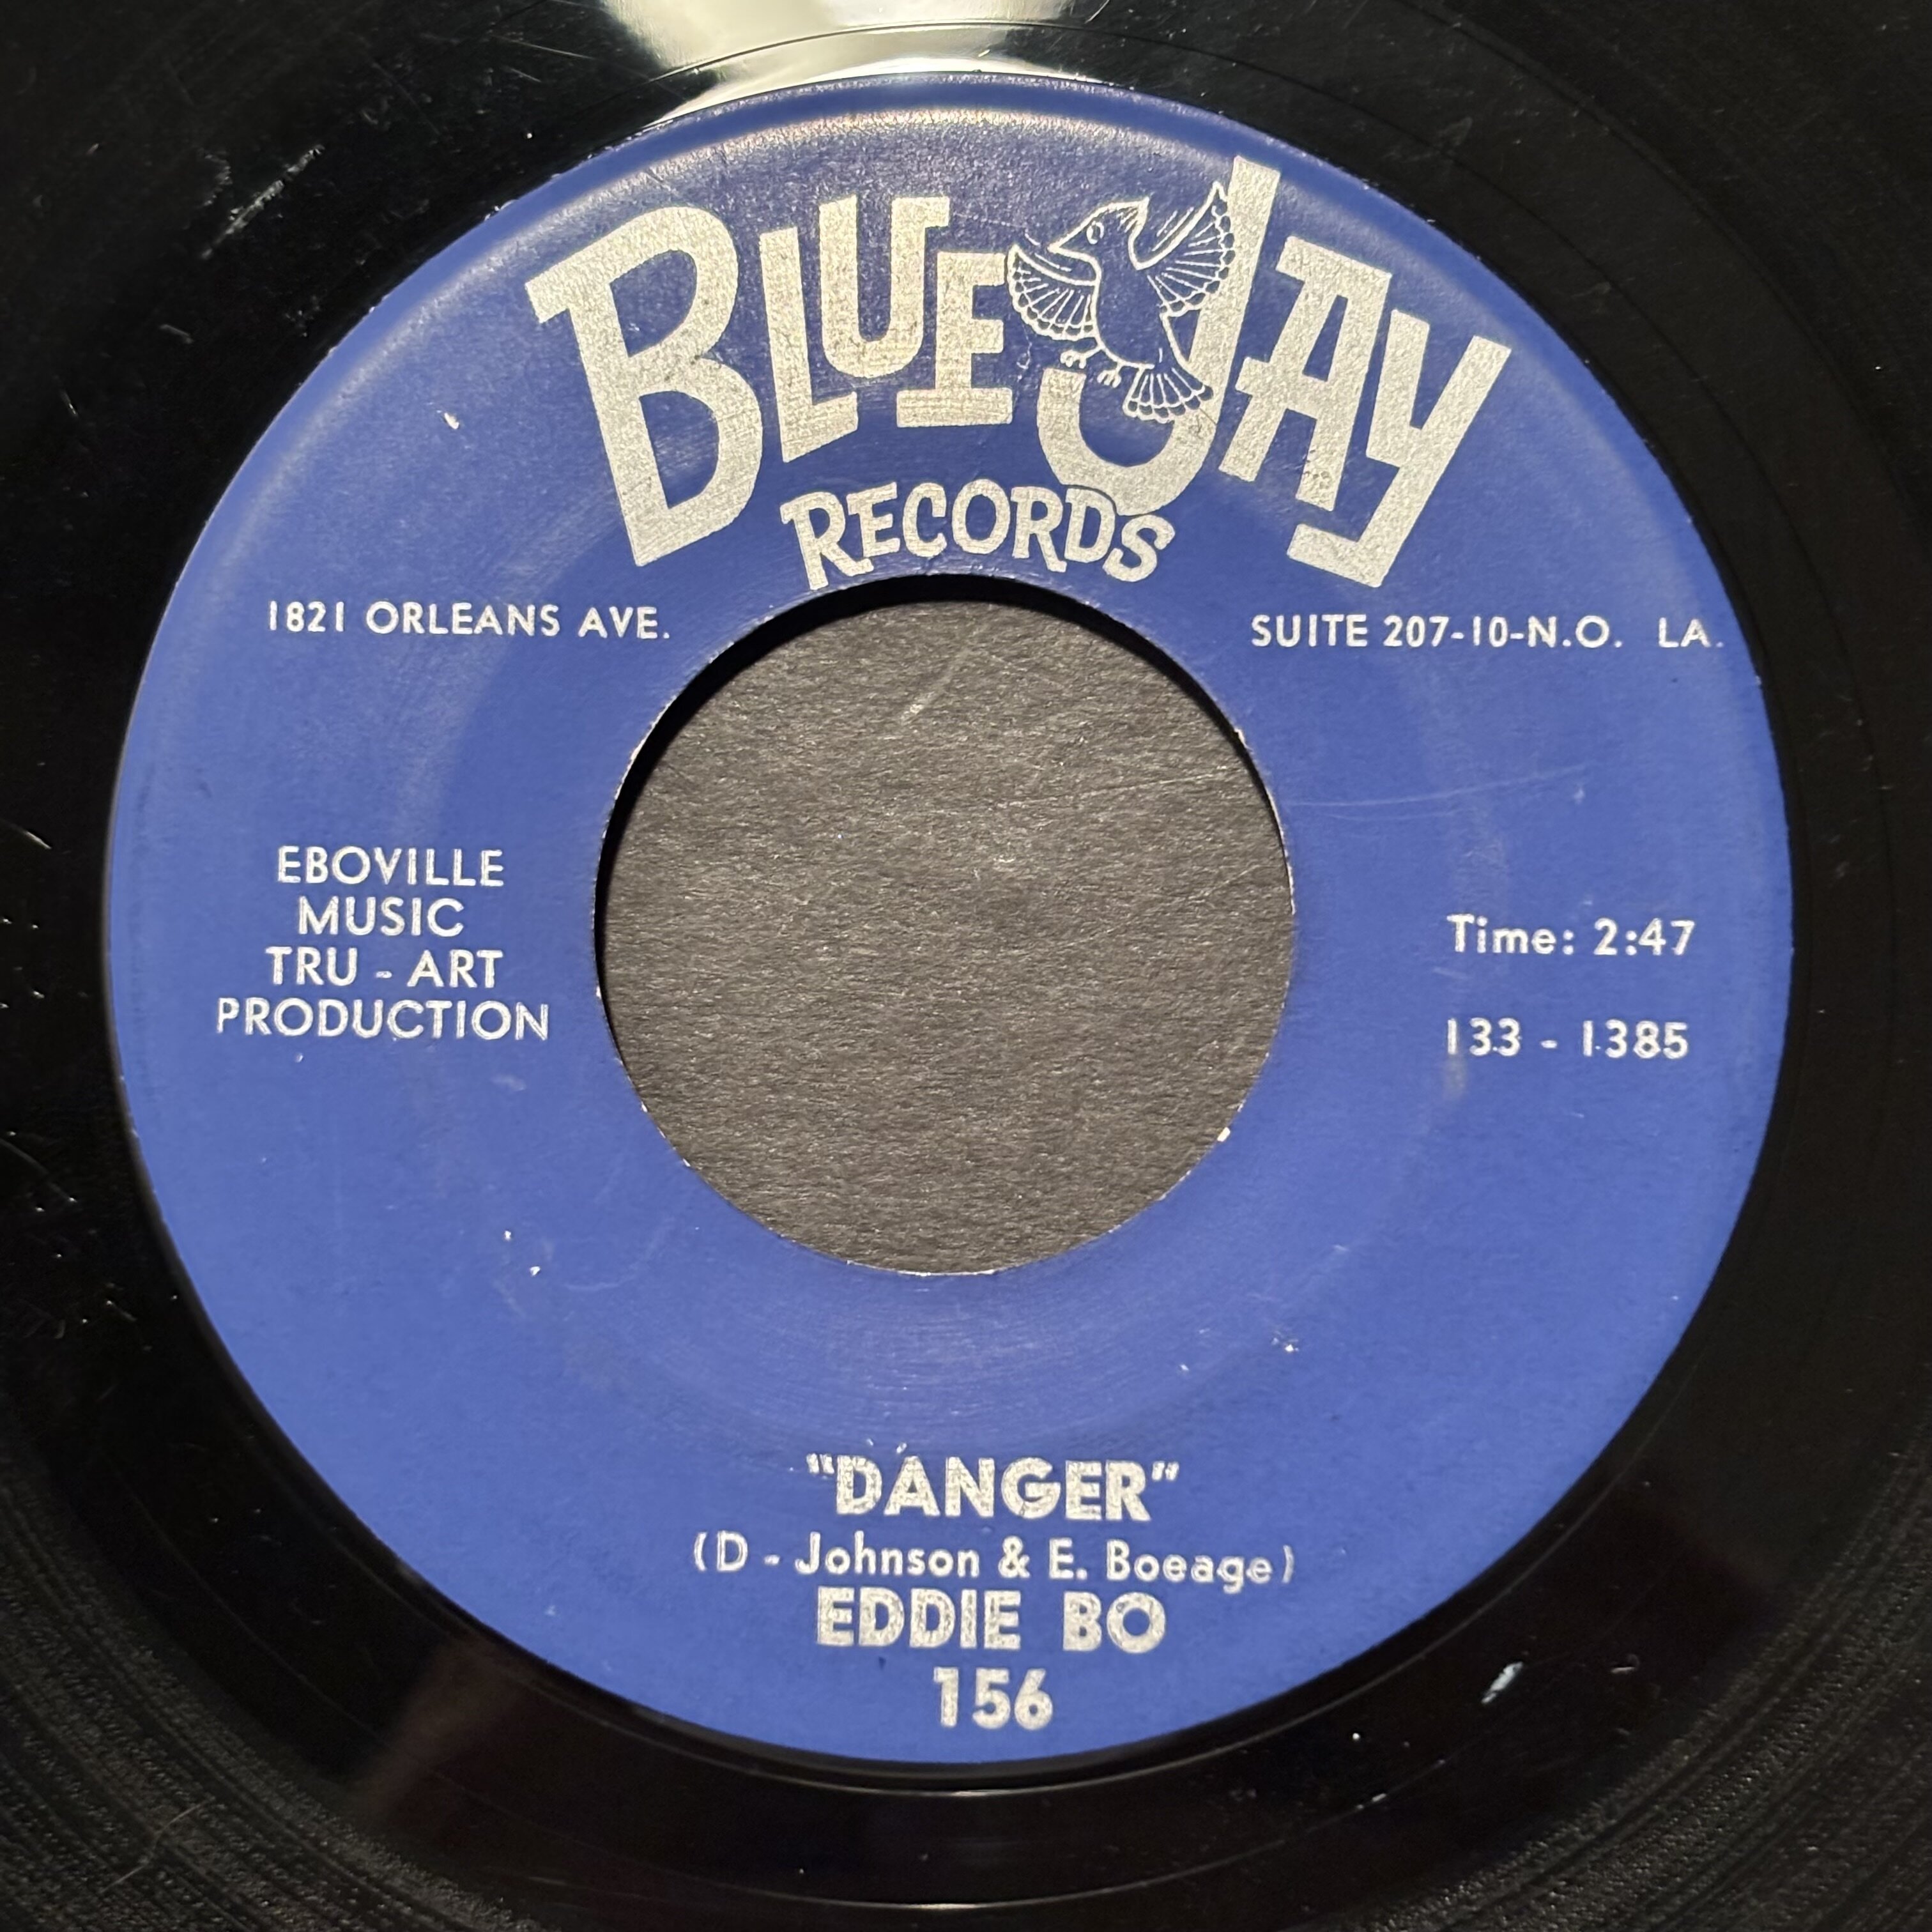 BLUE JAY
RECORDS
1821 ORLEANS AVE.
SUITE 207-10-N.O. LA.
EBOVILLE
MUSIC
TRU - ART
PRODUCTION
Time: 2:47
133 - 1385
"DANGER"
(D - Johnson & E. Boeage)
EDDIE BO
156